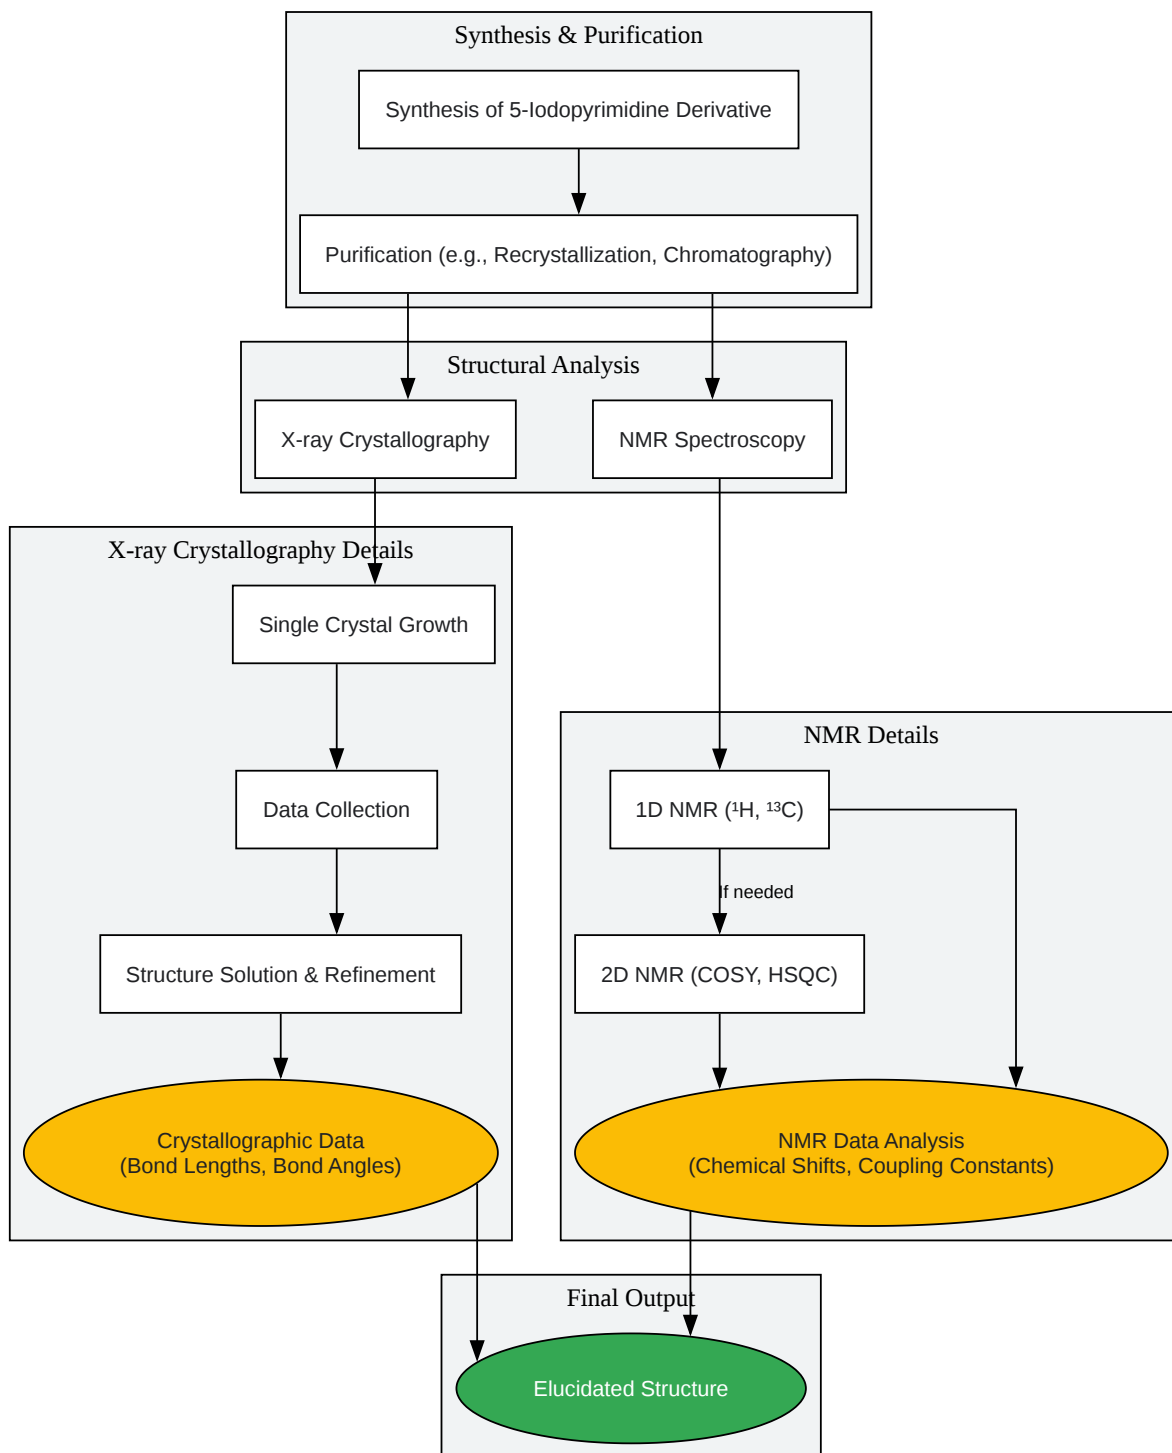 Synthesis & Purification
Synthesis of 5-Iodopyrimidine Derivative
Purification (e.g., Recrystallization, Chromatography)
Structural Analysis
X-ray Crystallography
NMR Spectroscopy
X-ray Crystallography Details
Single Crystal Growth
NMR Details
Data Collection
1D NMR (¹H, ¹³C)
If needed
Structure Solution & Refinement
2D NMR (COSY, HSQC)
Crystallographic Data
(Bond Lengths, Bond Angles)
NMR Data Analysis
(Chemical Shifts, Coupling Constants)
Final Output
Elucidated Structure